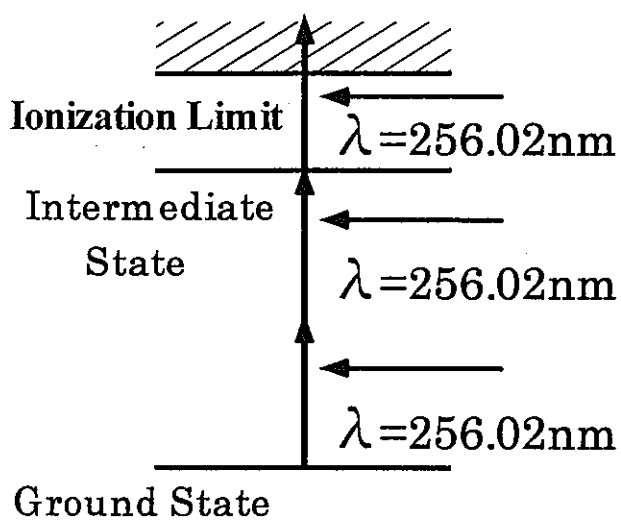 Ionization Limit
λ=256.02nm
Intermediate
State
λ=256.02nm
λ=256.02nm
Ground State